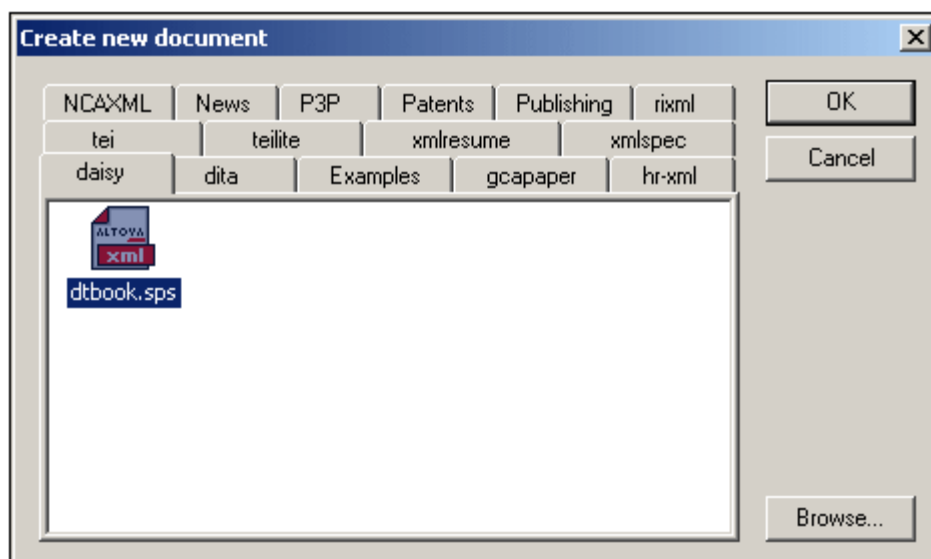 Create new document
NCAXML News P3P Patents Publishing rixml
OK
tei teilite xmlresume xmlspec
Cancel
daisy dita Examples gcapaper hr-xml
ALTOVA
xml
dtbook.sps
Browse...